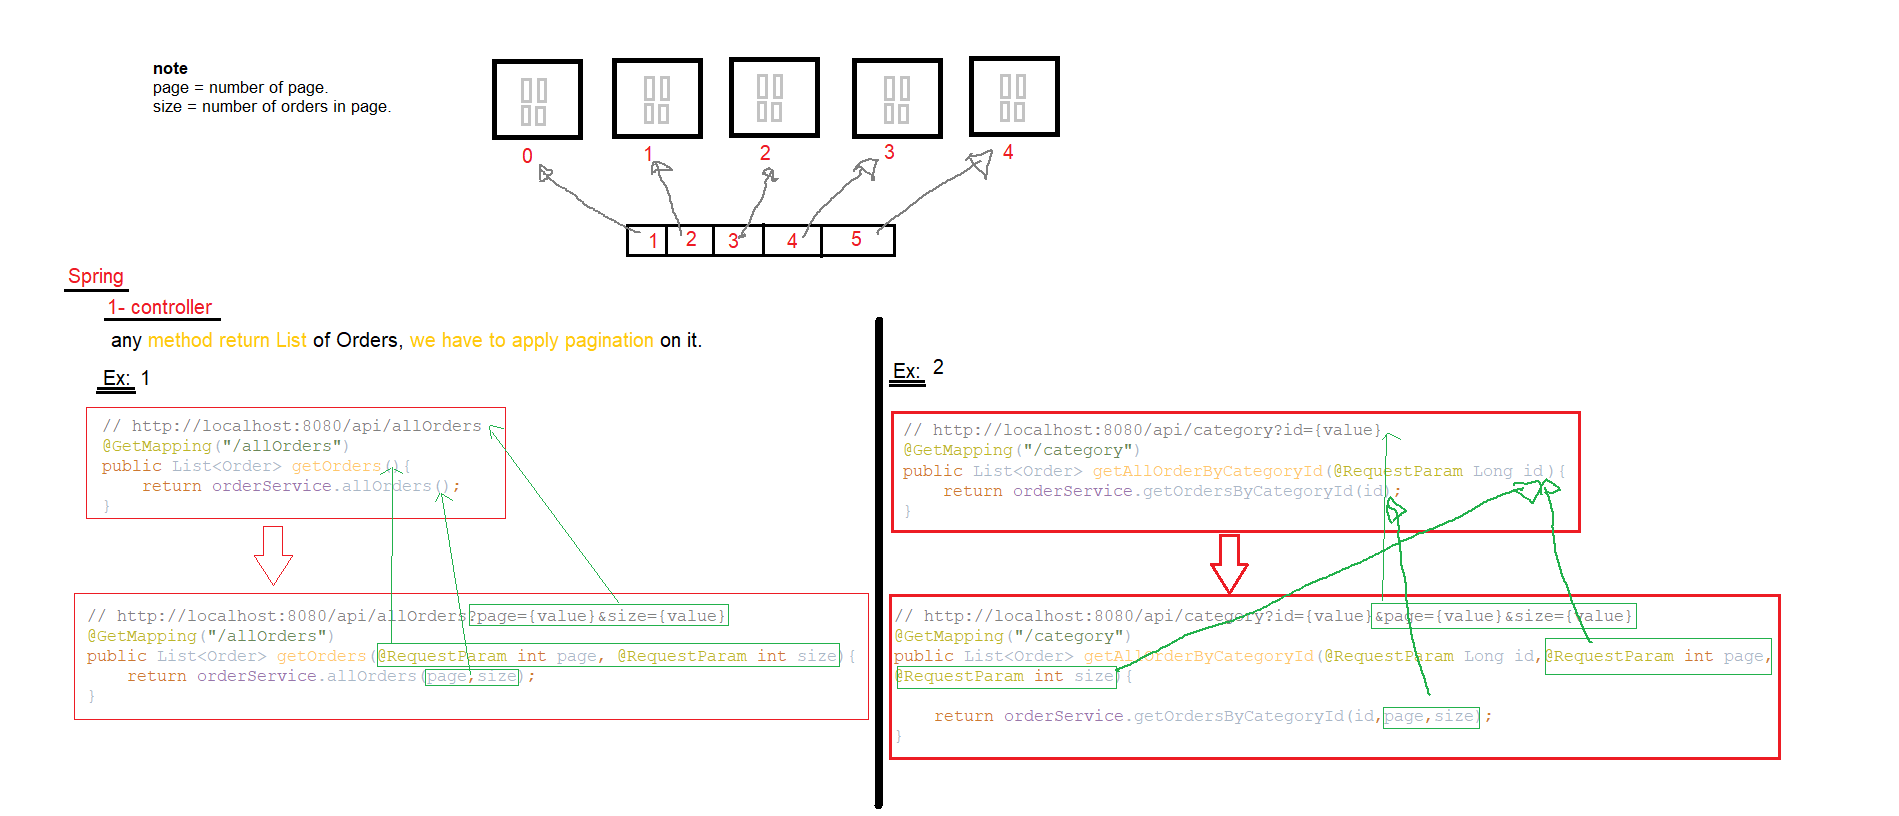 note
page = number of page.
size = number of orders in page.
0 1 2 3 4
1 2 3 4 5
Spring
1- controller
any method return List of Orders, we have to apply pagination on it.
Ex: 1
// http://localhost:8080/api/allOrders
@GetMapping("/allOrders")
public List<Order> getOrders(){
return orderService.allOrders();
}
// http://localhost:8080/api/allOrders?page={value}&size={value}
@GetMapping("/allOrders")
public List<Order> getOrders(@RequestParam int page, @RequestParam int size){
return orderService.allOrders(page,size);
}
Ex: 2
// http://localhost:8080/api/category?id={value}
@GetMapping("/category")
public List<Order> getAllOrderByCategoryId(@RequestParam Long id){
return orderService.getOrdersByCategoryId(id);
}
// http://localhost:8080/api/category?id={value}&page={value}&size={value}
@GetMapping("/category")
public List<Order> getAllOrderByCategoryId(@RequestParam Long id,@RequestParam int page,
@RequestParam int size){
return orderService.getOrdersByCategoryId(id,page,size);
}